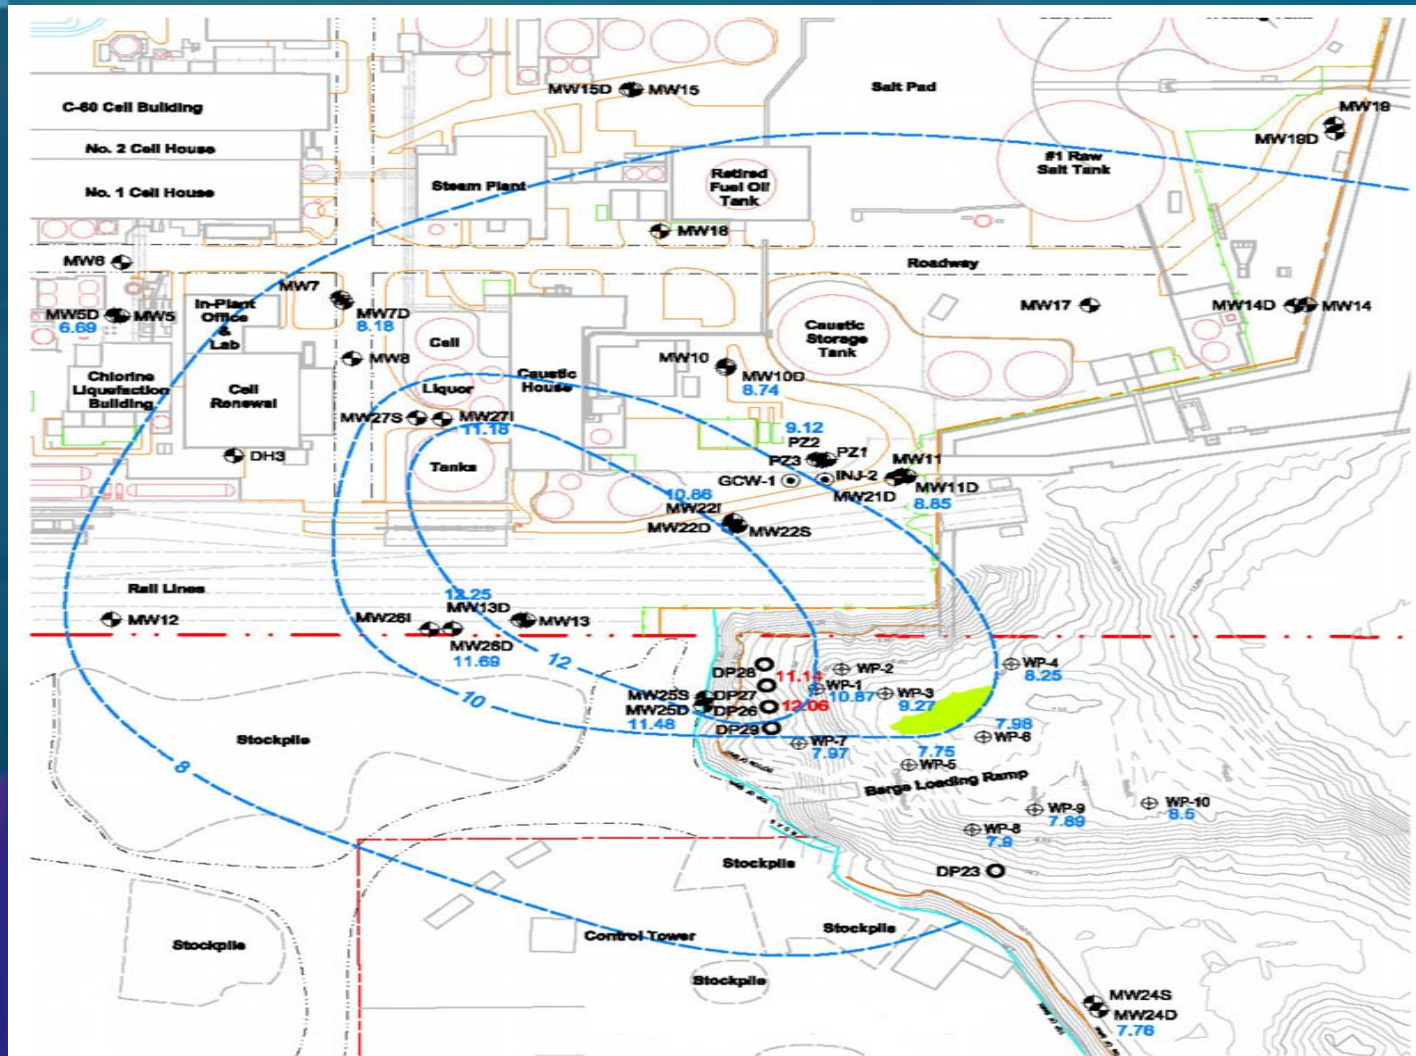 MW15D
MW15
Salt Pad
C-60 Cell Building
MW19
MW19D
No. 2 Cell House
#1 Raw
Salt Tank
No. 1 Cell House
Steam Plant
Retired
Fuel Oil
Tank
MW18
MW6
Roadway
MW7
In-Plant
Office
&
Lab
MW7D
8.18
MW5D
6.69
MW5
MW17
MW14D
MW14
Cell
Caustic
Storage
Tank
MW8
MW10
MW10D
8.74
Chlorine
Liquefaction
Building
Cell
Renewal
Liquor
Caustic
House
MW27S
MW27I
11.18
9.12
PZ2
PZ1
PZ3
DH3
Tanks
MW11
MW11D
8.85
GCW-1
INJ-2
MW21D
10.86
MW22I
MW22D
MW22S
Rail Lines
12.25
MW13D
MW13
MW12
MW26I
MW26D
11.69
12
10
8
DP28
11.14
WP-2
WP-4
8.25
MW25S
MW25D
11.48
DP27
WP-1
10.87
WP-3
9.27
DP26
12.06
DP29
WP-7
7.97
7.98
WP-6
7.75
WP-5
Stockpile
Barge Loading Ramp
WP-9
7.89
WP-10
8.5
WP-8
7.9
Stockpile
DP23
Stockpile
Control Tower
Stockpile
Stockpile
MW24S
MW24D
7.76